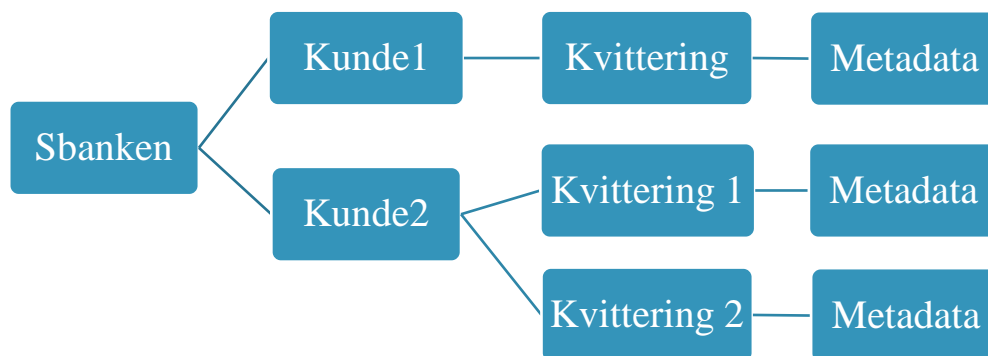 Sbanken
Kunde1
Kvittering
Metadata
Kunde2
Kvittering 1
Metadata
Kvittering 2
Metadata